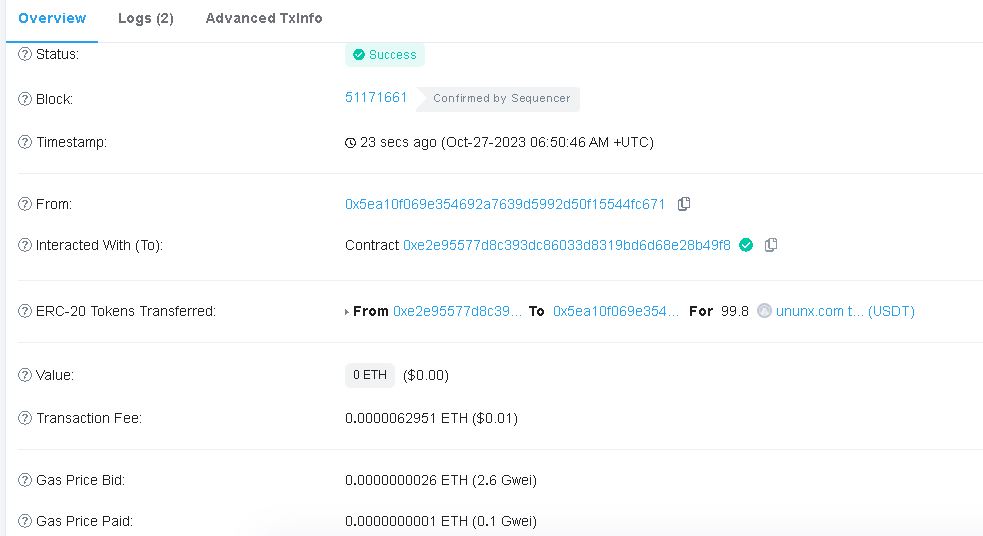 Overview Logs (2) Advanced TxInfo
Status: Success
Block: 51171661 Confirmed by Sequencer
Timestamp: 23 secs ago (Oct-27-2023 06:50:46 AM +UTC)
From: 0x5ea10f069e354692a7639d5992d50f15544fc671
Interacted With (To): Contract 0xe2e95577d8c393dc86033d8319bd6d68e28b49f8
ERC-20 Tokens Transferred: From 0xe2e95577d8c39... To 0x5ea10f069e354... For 99.8 ununx.com t... (USDT)
Value: 0 ETH ($0.00)
Transaction Fee: 0.0000062951 ETH ($0.01)
Gas Price Bid: 0.0000000026 ETH (2.6 Gwei)
Gas Price Paid: 0.0000000001 ETH (0.1 Gwei)